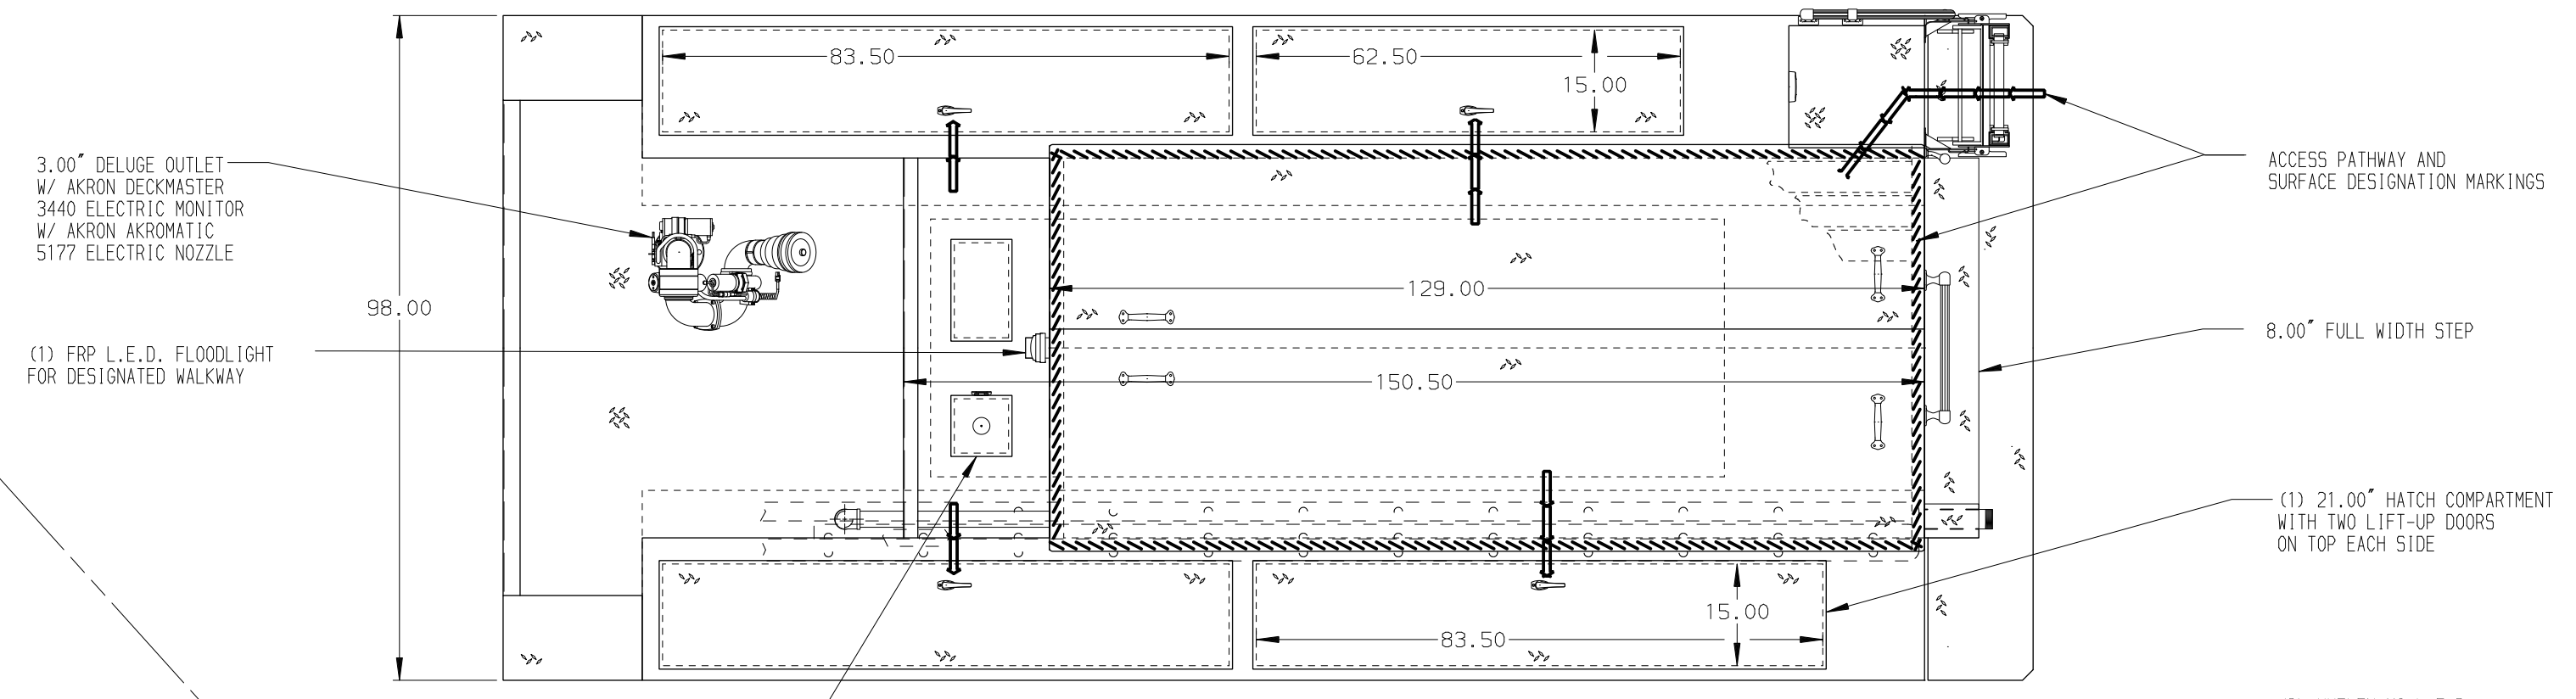 83.50
62.50
15.00
3.00" DELUGE OUTLET
W/ AKRON DECKMASTER
3440 ELECTRIC MONITOR
W/ AKRON AKROMATIC
5177 ELECTRIC NOZZLE
ACCESS PATHWAY AND
SURFACE DESIGNATION MARKINGS
98.00
129.00
8.00" FULL WIDTH STEP
(1) FRP L.E.D. FLOODLIGHT
FOR DESIGNATED WALKWAY
150.50
(1) 21.00" HATCH COMPARTMENT
WITH TWO LIFT-UP DOORS
ON TOP EACH SIDE
15.00
83.50